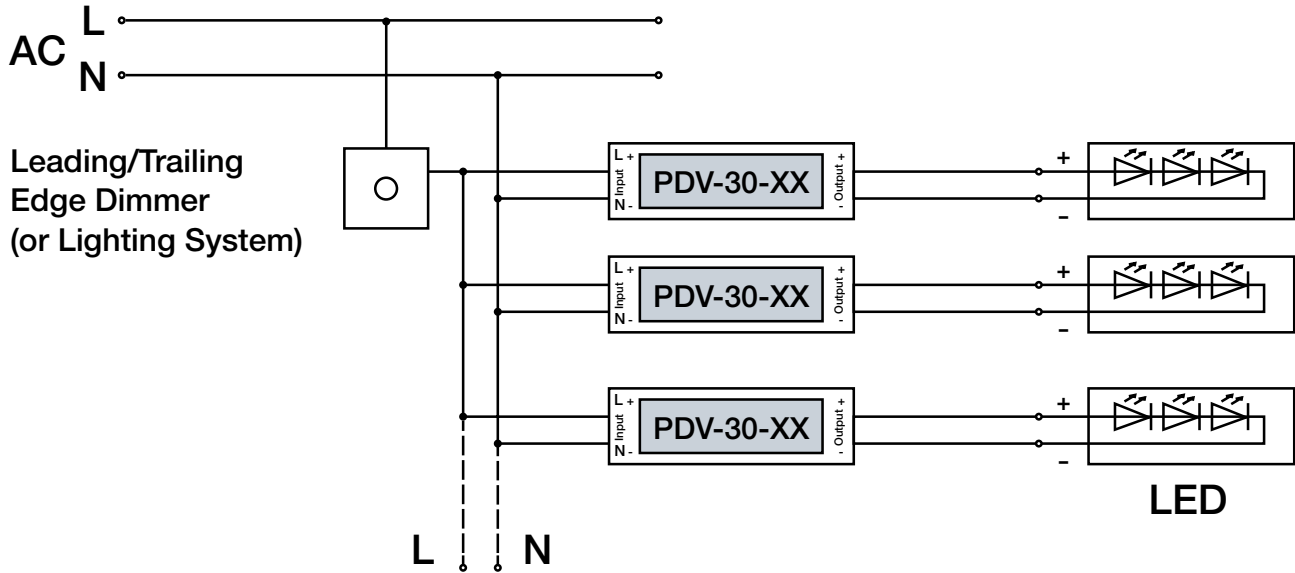 L
AC
N
Leading/Trailing
Edge Dimmer
(or Lighting System)
L +
Input
N -
PDV-30-XX
Output +
-
+
–
L +
Input
N -
PDV-30-XX
Output +
-
+
–
L +
Input
N -
PDV-30-XX
Output +
-
+
–
LED
L N